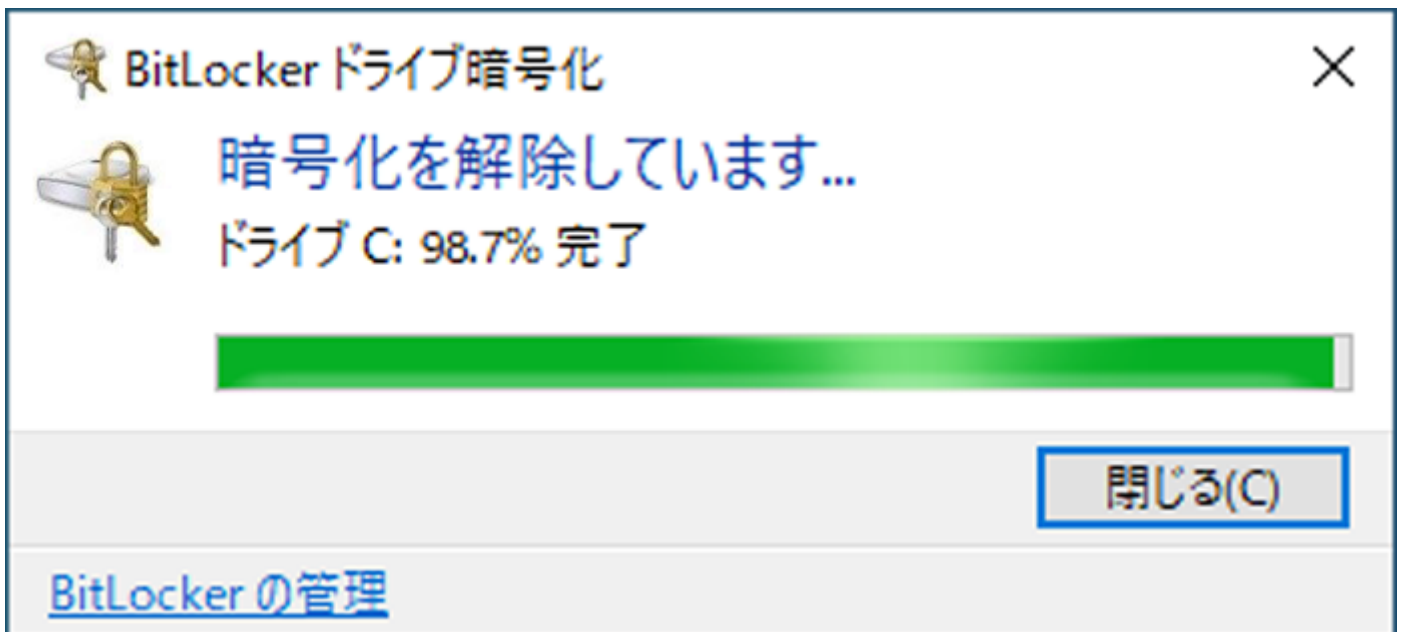 BitLocker ドライブ暗号化
暗号化を解除しています...
ドライブ C: 98.7% 完了
閉じる(C)
BitLocker の管理